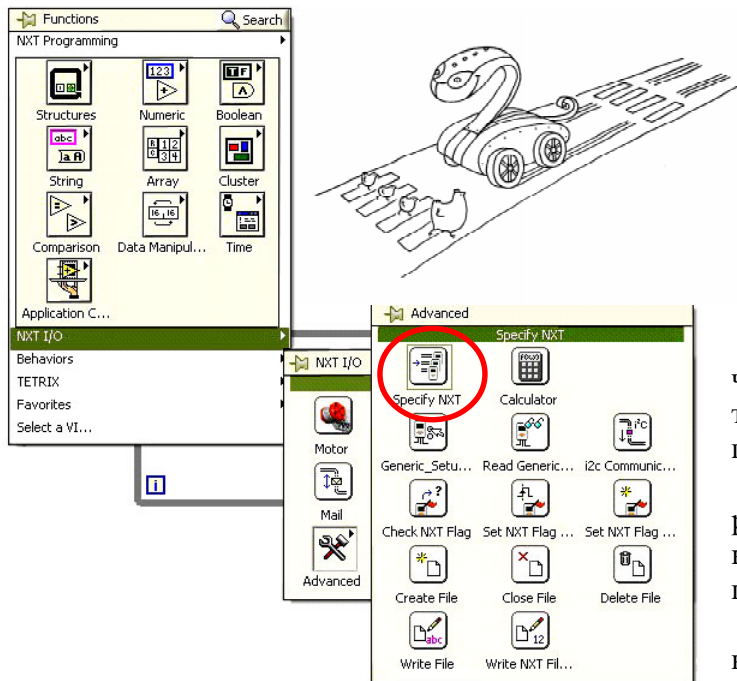 Functions Search
NXT Programming
Structures Numeric Boolean
String Array Cluster
Comparison Data Manipul... Time
Application C...
NXT I/O
Behaviors
TETRIX
Favorites
Select a VI...
NXT I/O
Motor
Mail
Advanced
Advanced
Specify NXT
Specify NXT Calculator
Generic_Setu... Read Generic... i2c Communic...
Check NXT Flag Set NXT Flag ... Set NXT Flag ...
Create File Close File Delete File
Write File Write NXT Fil...